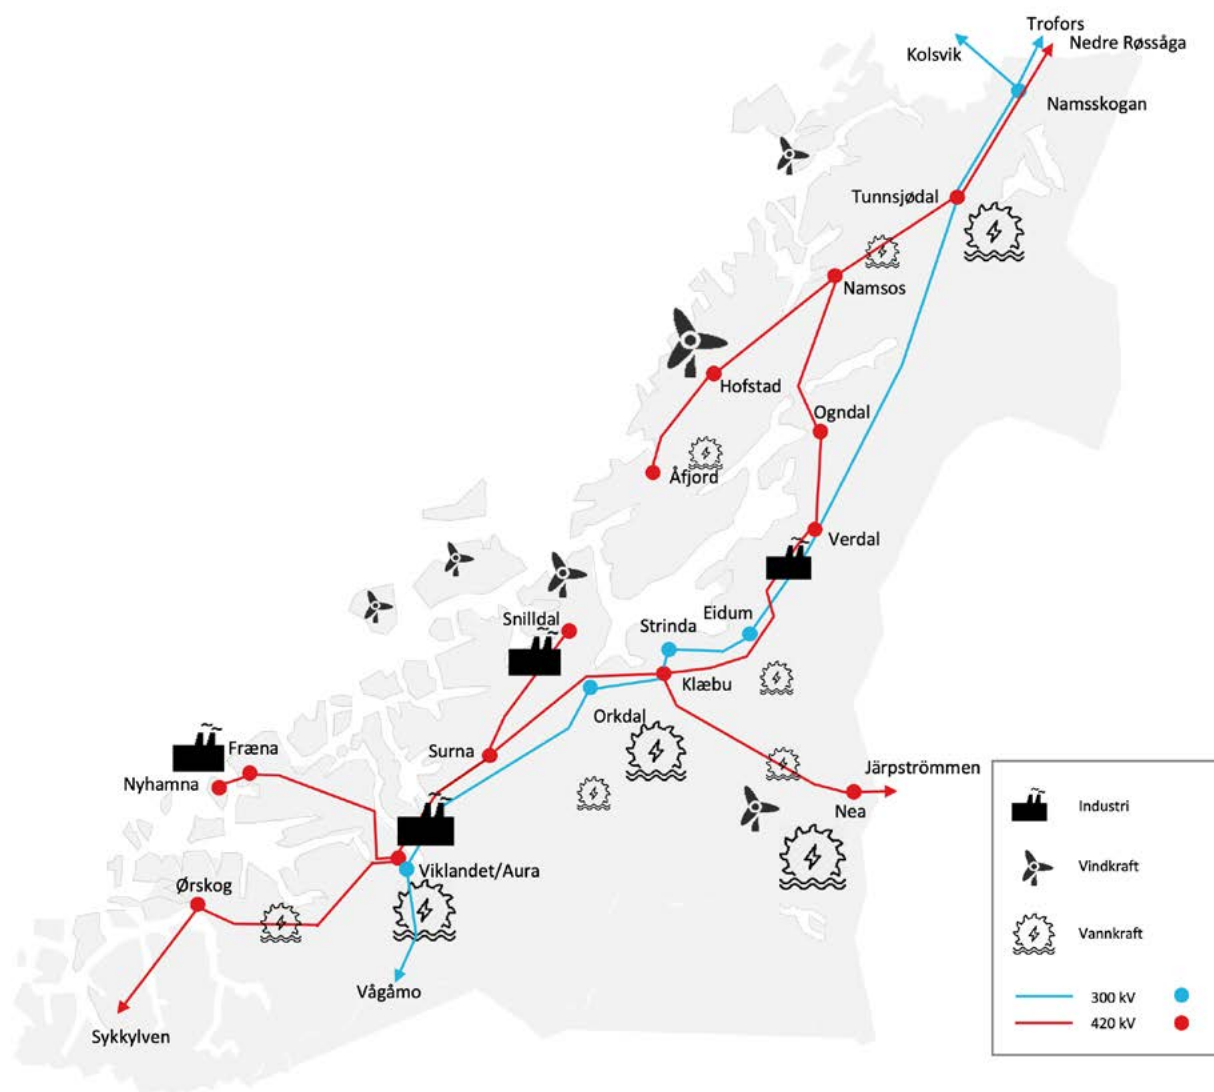 Trofors
Nedre Røssåga
Kolsvik
Namsskogan
Tunnsjødal
Namsos
Hofstad
Ogndal
Åfjord
Verdal
Eidum
Strinda
Snilldal
Klæbu
Orkdal
Surna
Fræna
Nyhamna
Järpströmmen
Nea
Viklandet/Aura
Ørskog
Vågåmo
Sykkylven
Industri
Vindkraft
Vannkraft
300 kV
420 kV